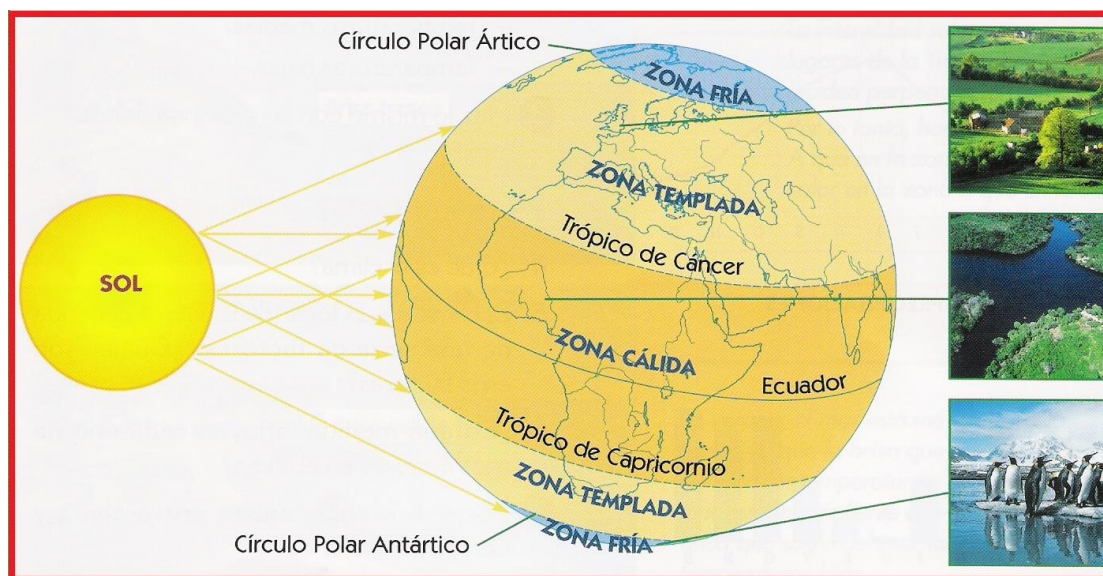 Círculo Polar Ártico
ZONA FRÍA
ZONA TEMPLADA
Trópico de Cáncer
SOL
ZONA CÁLIDA
Ecuador
Trópico de Capricornio
ZONA TEMPLADA
Círculo Polar Antártico
ZONA FRÍA